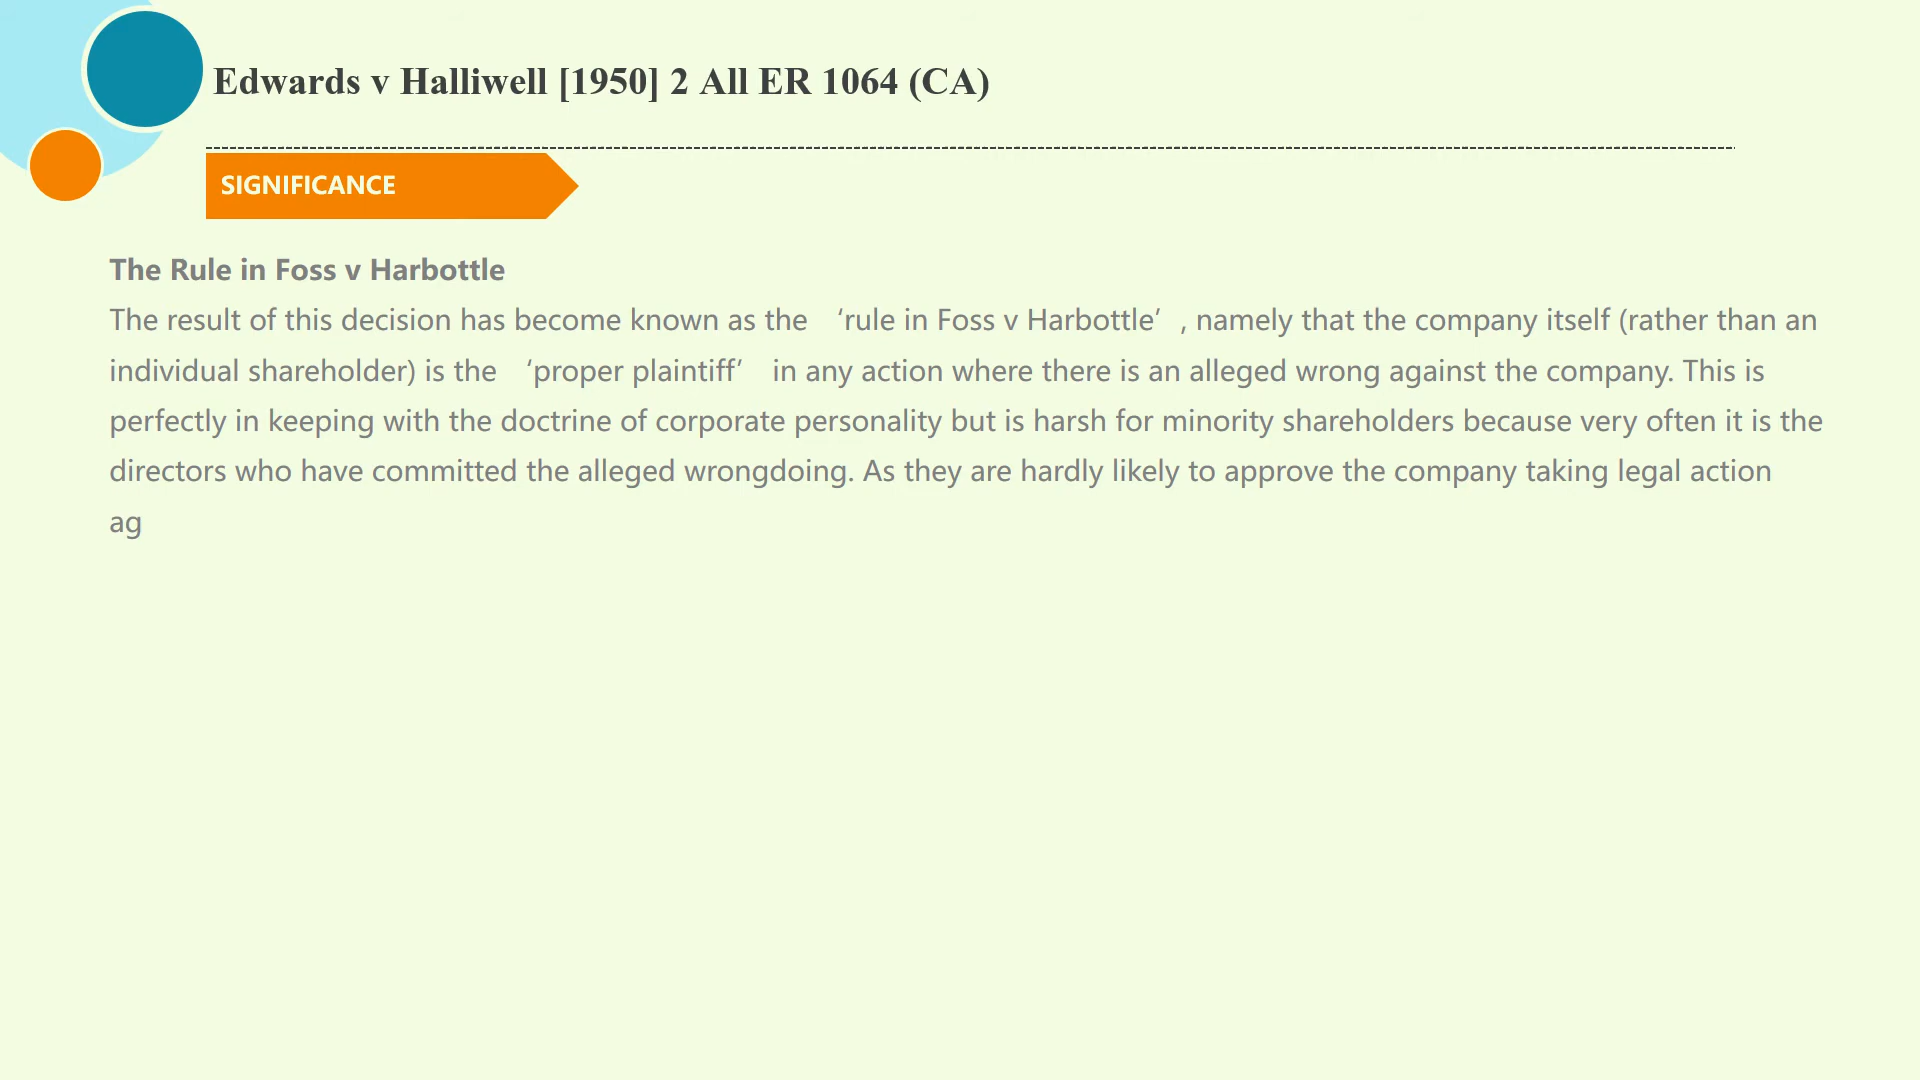 Edwards v Halliwell [1950] 2 All ER 1064 (CA)
SIGNIFICANCE
The Rule in Foss v Harbottle
The result of this decision has become known as the ‘rule in Foss v Harbottle’, namely that the company itself (rather than an
individual shareholder) is the ‘proper plaintiff’ in any action where there is an alleged wrong against the company. This is
perfectly in keeping with the doctrine of corporate personality but is harsh for minority shareholders because very often it is the
directors who have committed the alleged wrongdoing. As they are hardly likely to approve the company taking legal action
ag